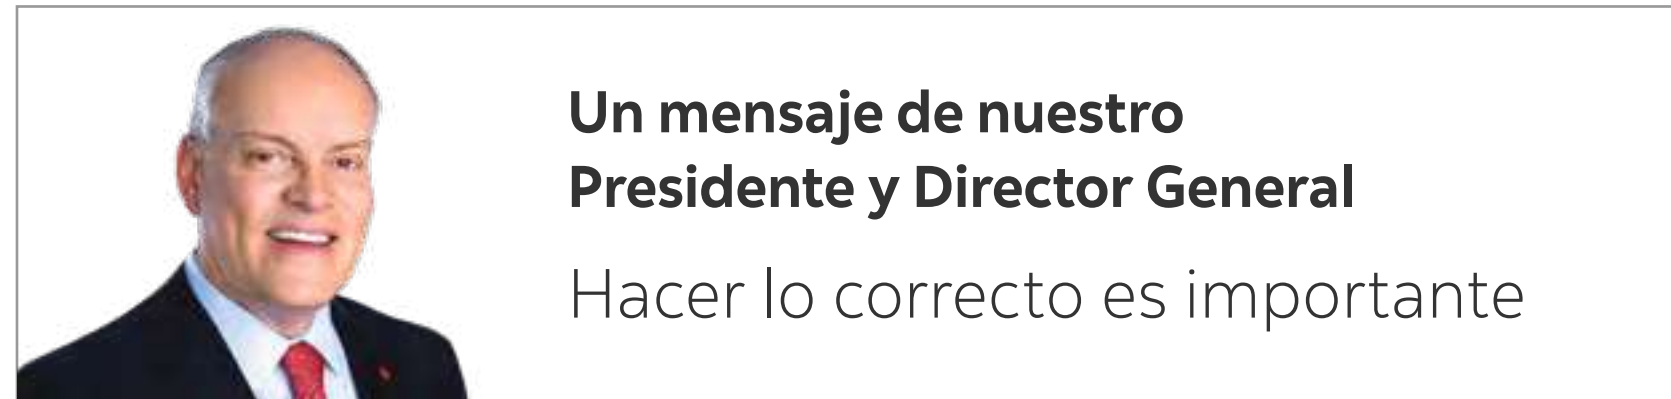 Un mensaje de nuestro
Presidente y Director General
Hacer lo correcto es importante